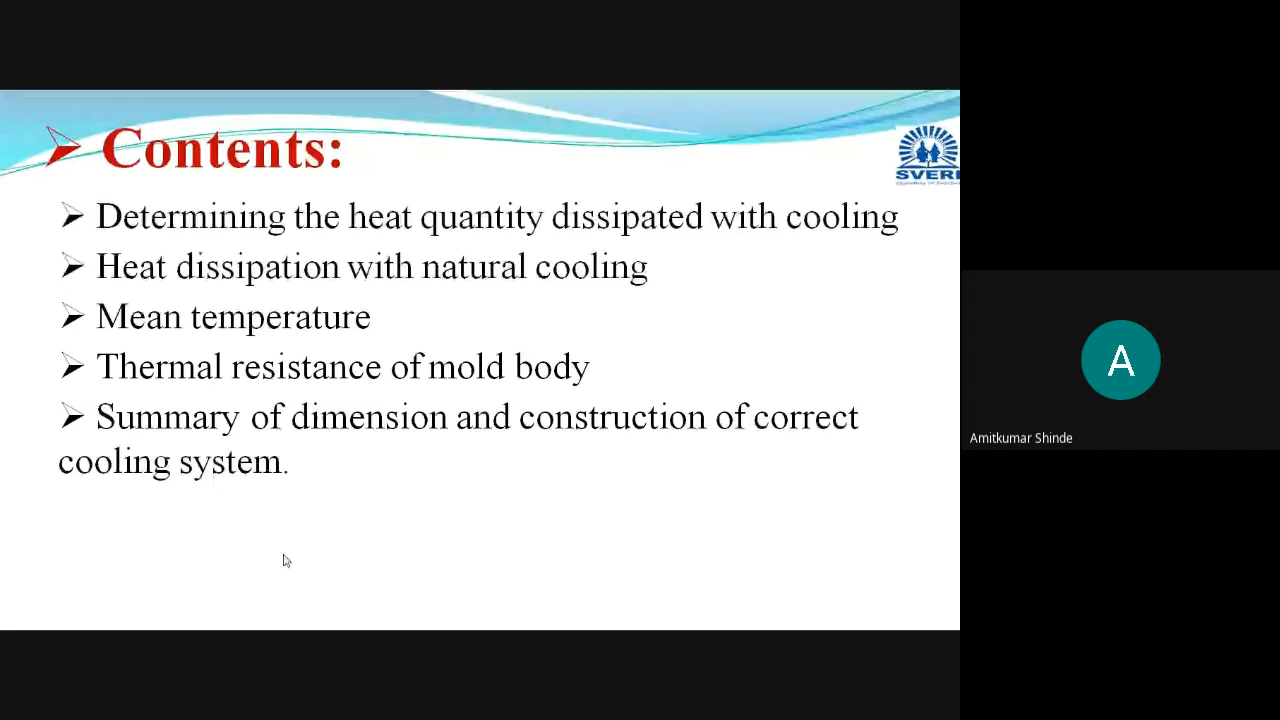 ➢ Contents:
➢ Determining the heat quantity dissipated with cooling
➢ Heat dissipation with natural cooling
➢ Mean temperature
➢ Thermal resistance of mold body
➢ Summary of dimension and construction of correct
cooling system.
SVERI
A
Amitkumar Shinde